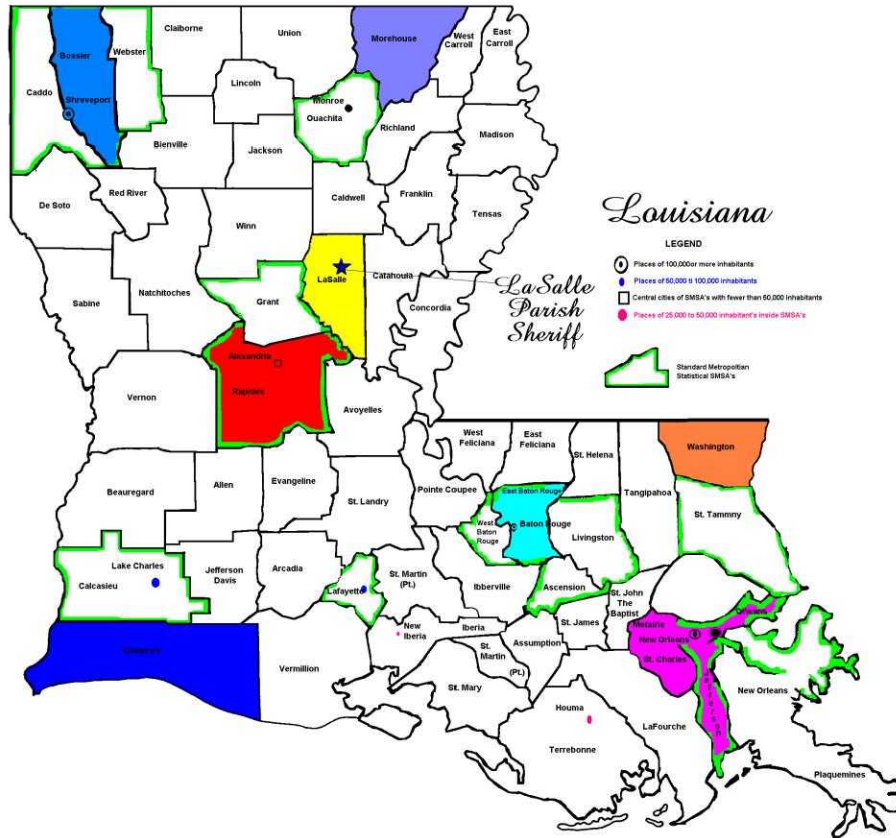 Claiborne
Union
Morehouse
West
Carroll
East
Carroll
Bossier
Webster
Caddo
Lincoln
Shreveport
Monroe
Ouachita
Richland
Madison
Bienville
Jackson
Red River
De Soto
Caldwell
Franklin
Tensas
Winn
LaSalle
Catahoula
Natchitoches
Sabine
Grant
Concordia
Louisiana
LEGEND
Places of 100,000or more inhabitants
Places of 50,000 ti 100,000 inhabitants
Central cities of SMSA's with fewer than 60,000 inhabitants
Places of 25,000 to 50,000 inhabitant's inside SMSA's
Standard Metropoitian
Statistical SMSA's
LaSalle
Parish
Sheriff
Alexandria
Rapides
Vernon
Avoyelles
West
Feliciana
East
Feliciana
St. Helena
Washington
Beauregard
Allen
Evangeline
St. Landry
Pointe Coupee
East Baton Rouge
Baton Rouge
West
Baton
Rouge
Tangipahoa
St. Tammny
Livingston
Lake Charles
Calcasieu
Jefferson
Davis
Arcadia
Lafayette
St. Martin
(Pt.)
Ibberville
Ascension
St. John
The
Baptist
Orleans
Metairie
New Orleans
St. Charles
Jefferson
New
Iberia
Iberia
Assumption
St. James
Cameron
Vermillion
St.
Martin
(Pt.)
St. Mary
New Orleans
Houma
Terrebonne
LaFourche
Plaquemines